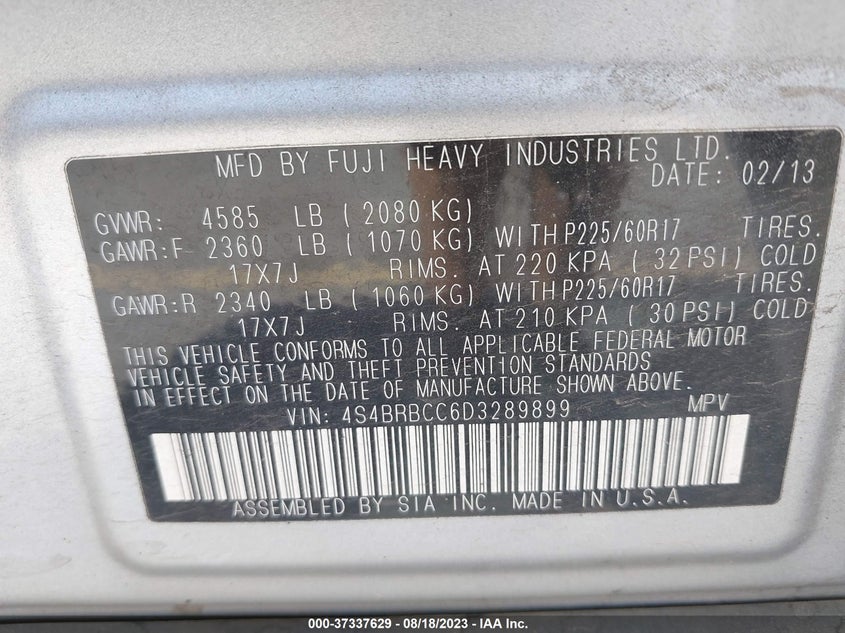 MFD BY FUJI HEAVY INDUSTRIES LTD.
DATE: 02/13
GVWR: 4585 LB ( 2080 KG)
GAWR:F 2360 LB ( 1070 KG) WITH P225/60R17 TIRES.
17X7J RIMS. AT 220 KPA ( 32 PSI) COLD
GAWR:R 2340 LB ( 1060 KG) WITH P225/60R17 TIRES.
17X7J RIMS. AT 210 KPA ( 30 PSI) COLD
THIS VEHICLE CONFORMS TO ALL APPLICABLE FEDERAL MOTOR
VEHICLE SAFETY AND THEFT PREVENTION STANDARDS
IN EFFECT ON THE DATE OF MANUFACTURE SHOWN ABOVE.
VIN: 4S4BRBCC6D3289899 MPV
ASSEMBLED BY SIA INC. MADE IN U.S.A.
000-37337629 - 08/18/2023 - IAA Inc.